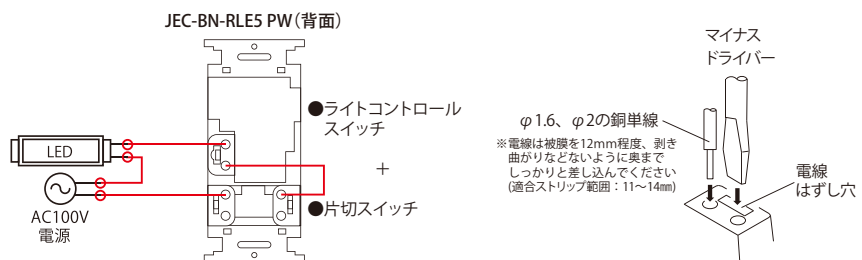 JEC-BN-RLE5 PW（背面）
●ライトコントロール
スイッチ
＋
●片切スイッチ
LED
AC100V
電源
マイナス
ドライバー
φ1.6、φ2の銅単線
※電線は被膜を12mm程度、剥き
曲がりなどないように奥まで
しっかりと差し込んでください
(適合ストリップ範囲：11〜14㎜)
電線
はずし穴